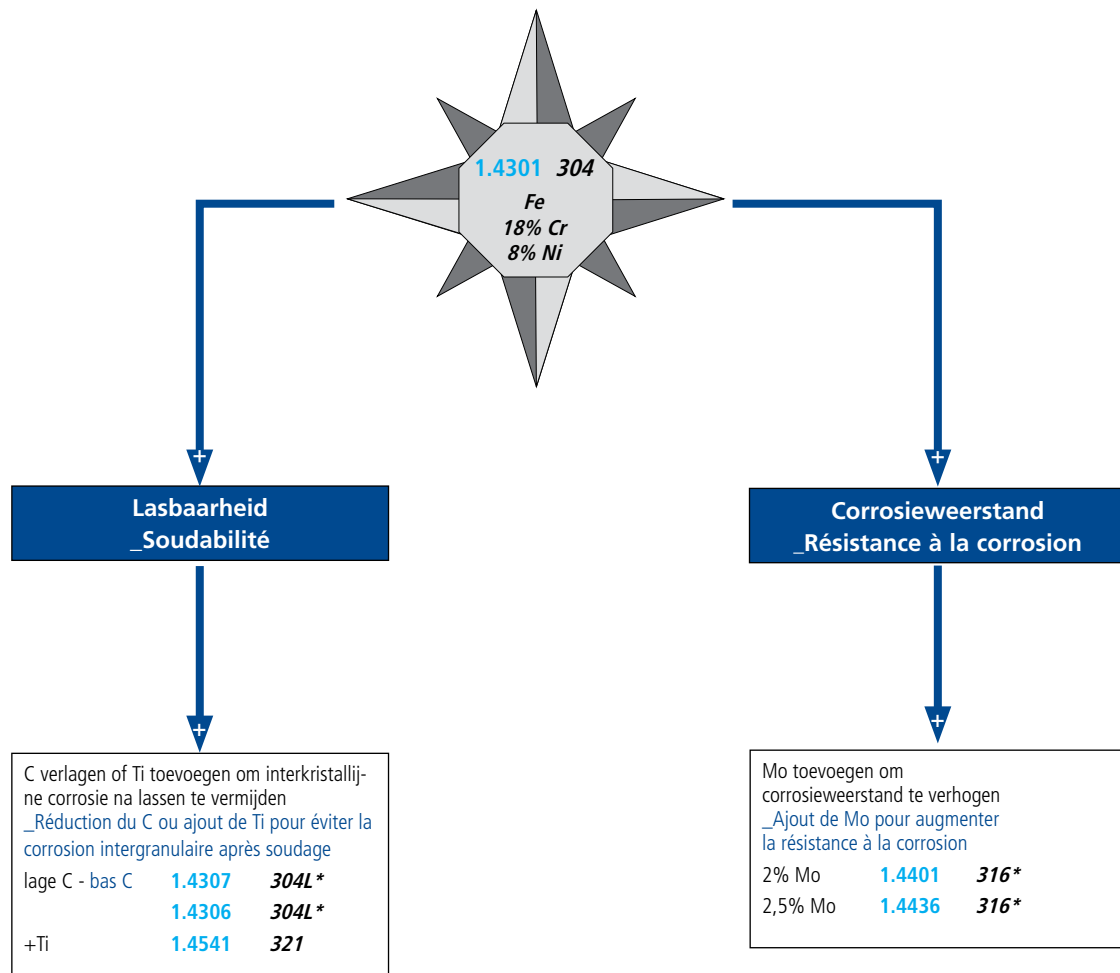 1.4301 304
Fe
18% Cr
8% Ni
+
+
Lasbaarheid
_Soudabilité
Corrosieweerstand
_Résistance à la corrosion
+
+
C verlagen of Ti toevoegen om interkristallij-
ne corrosie na lassen te vermijden
_Réduction du C ou ajout de Ti pour éviter la
corrosion intergranulaire après soudage
lage C - bas C 1.4307 304L*
1.4306 304L*
+Ti 1.4541 321
Mo toevoegen om
corrosieweerstand te verhogen
_Ajout de Mo pour augmenter
la résistance à la corrosion
2% Mo 1.4401 316*
2,5% Mo 1.4436 316*